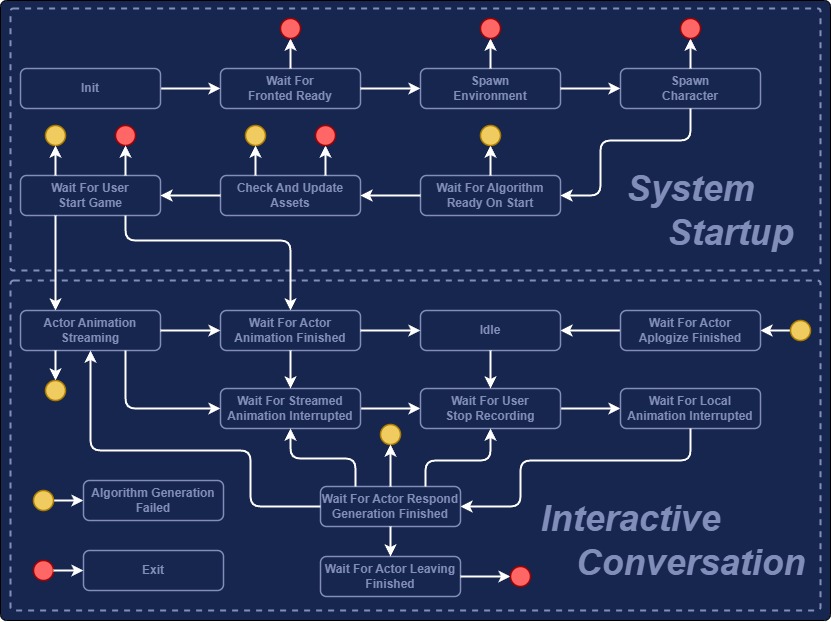 Init
Wait For
Fronted Ready
Spawn
Environment
Spawn
Character
Wait For User
Start Game
Check And Update
Assets
Wait For Algorithm
Ready On Start
System
Startup
Actor Animation
Streaming
Wait For Actor
Animation Finished
Idle
Wait For Actor
Aplogize Finished
Wait For Streamed
Animation Interrupted
Wait For User
Stop Recording
Wait For Local
Animation Interrupted
Algorithm Generation
Failed
Wait For Actor Respond
Generation Finished
Interactive
Conversation
Exit
Wait For Actor Leaving
Finished